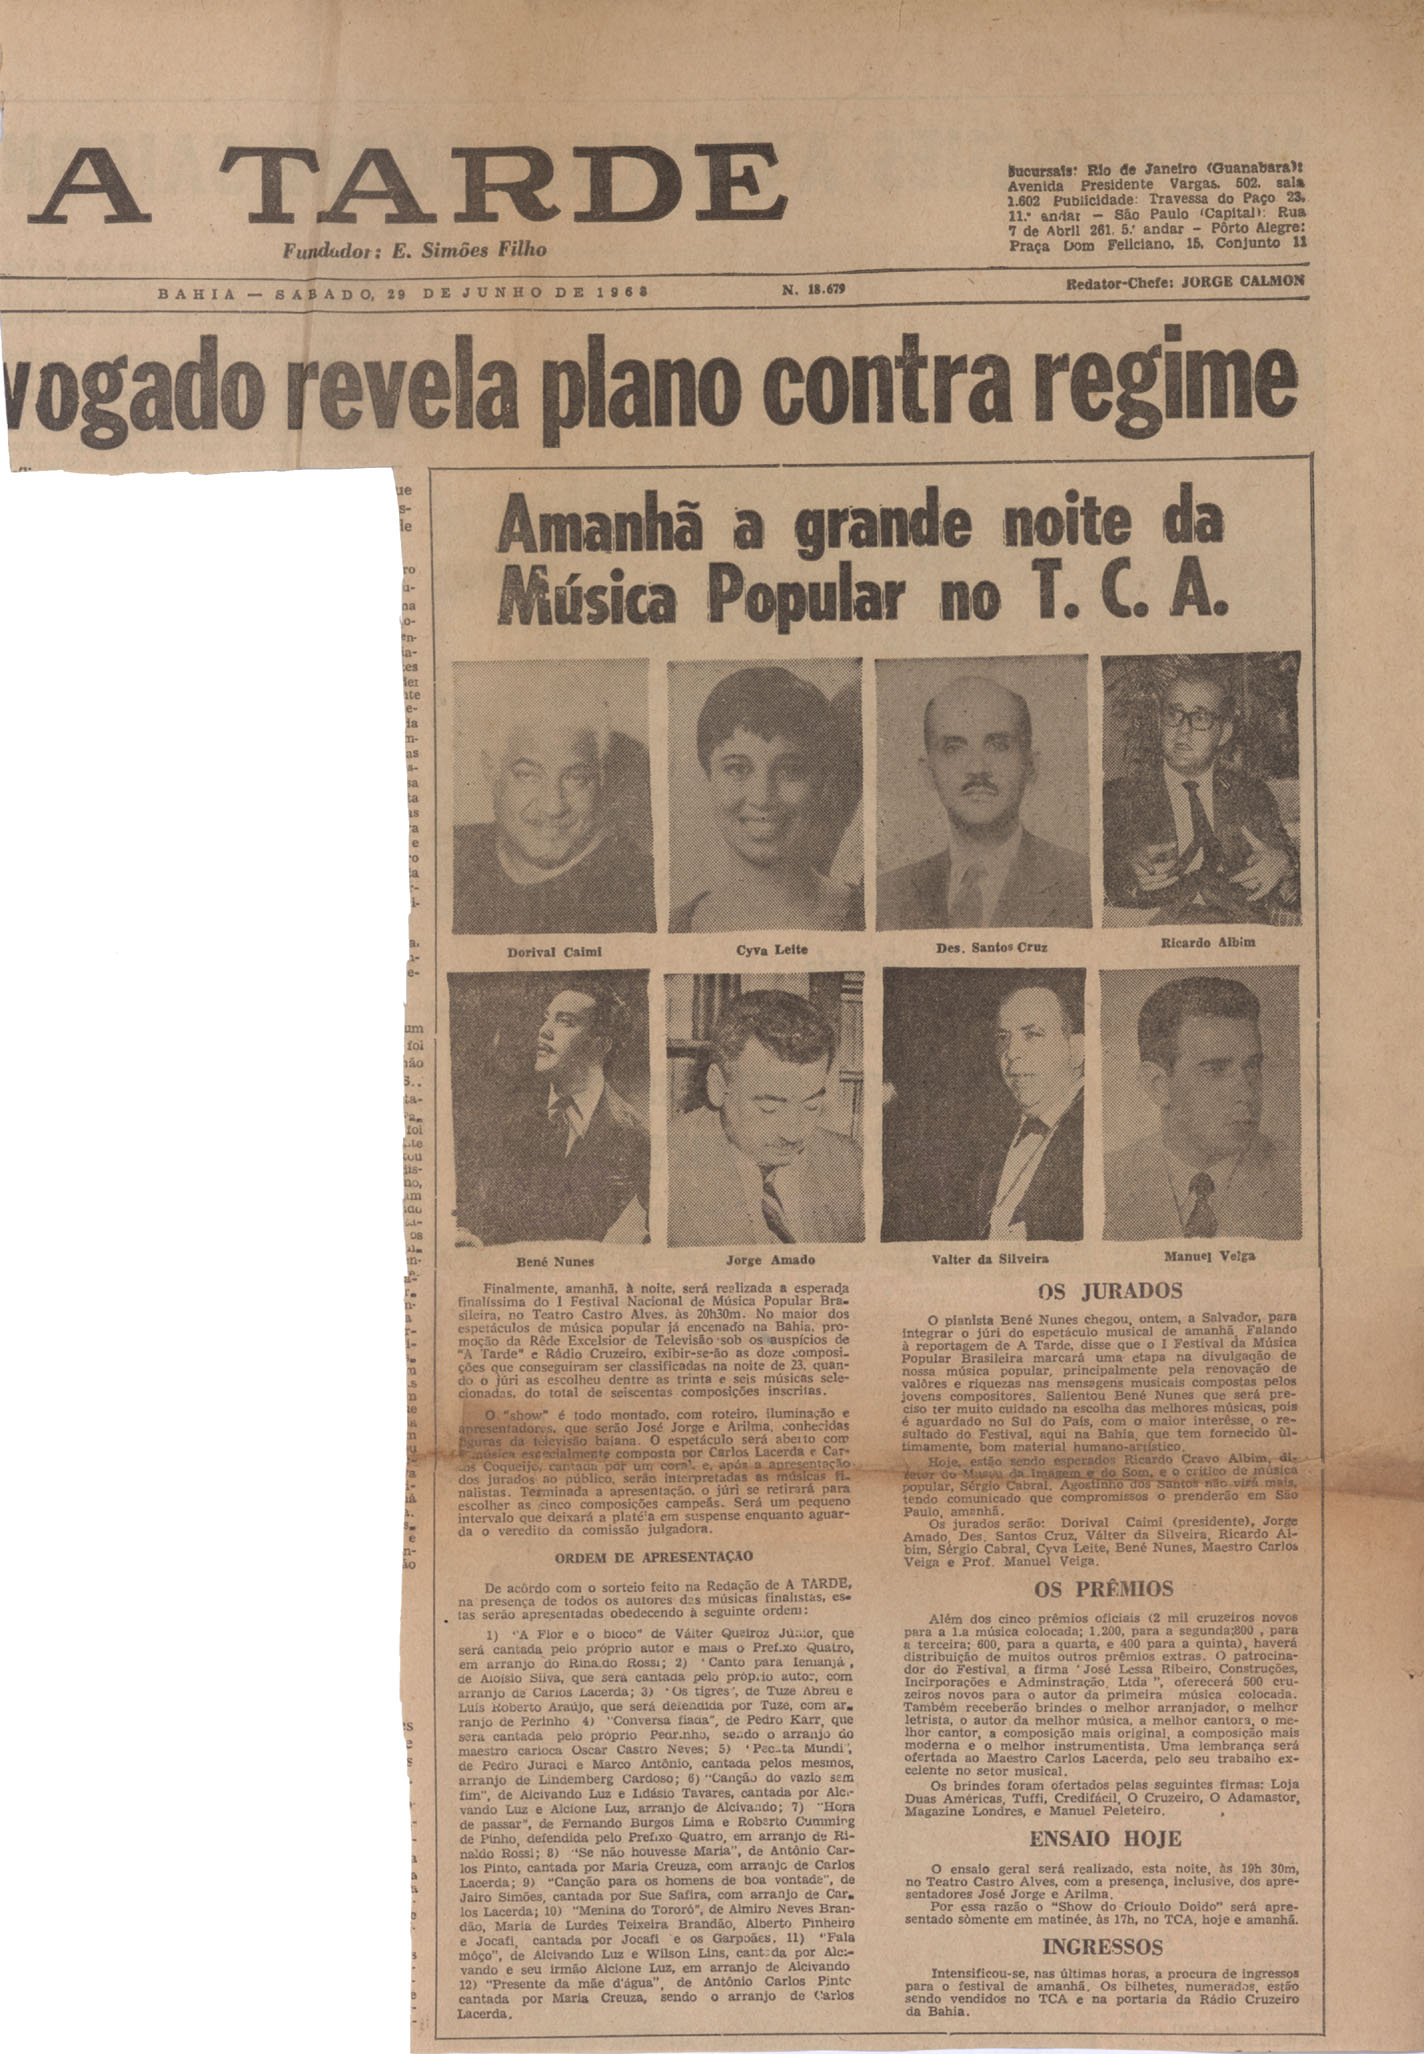 A TARDE
Fundador: E. Simões Filho
Sucursais: Rio de Janeiro (Guanabara):
Avenida Presidente Vargas, 502, sala
1.602 Publicidade: Travessa do Paço 23,
11.º andar — São Paulo (Capital): Rua
7 de Abril 261, 5.º andar — Pôrto Alegre:
Praça Dom Feliciano, 15, Conjunto 11
BAHIA — SÁBADO, 29 DE JUNHO DE 1968
N. 18.679
Redator-Chefe: JORGE CALMON
vogado revela plano contra regime
Amanhã a grande noite da
Música Popular no T. C. A.
Dorival Caimi
Cyva Leite
Des. Santos Cruz
Ricardo Albim
Bené Nunes
Jorge Amado
Valter da Silveira
Manuel Veiga
Finalmente, amanhã, à noite, será realizada a esperada
finalíssima do I Festival Nacional de Música Popular Bra-
sileira, no Teatro Castro Alves, às 20h30m. No maior dos
espetáculos de música popular já encenado na Bahia, pro-
moção da Rêde Excelsior de Televisão sob os auspícios de
"A Tarde" e Rádio Cruzeiro, exibir-se-ão as doze composi-
ções que conseguiram ser classificadas na noite de 23, quan-
do o júri as escolheu dentre as trinta e seis músicas sele-
cionadas, do total de seiscentas composições inscritas.
O "show" é todo montado, com roteiro, iluminação e
apresentadores, que serão José Jorge e Arilma, conhecidas
figuras da televisão baiana. O espetáculo será aberto com
música especialmente composta por Carlos Lacerda e Car-
los Coqueijo, cantada por um coral e, após a apresentação
dos jurados ao público, serão interpretadas as músicas fi-
nalistas. Terminada a apresentação, o júri se retirará para
escolher as cinco composições campeãs. Será um pequeno
intervalo que deixará a platéia em suspense enquanto aguar-
da o veredito da comissão julgadora.
ORDEM DE APRESENTAÇÃO
De acôrdo com o sorteio feito na Redação de A TARDE,
na presença de todos os autores das músicas finalistas, es-
tas serão apresentadas obedecendo à seguinte ordem:
1) "A Flor e o bloco" de Válter Queiroz Júnior, que
será cantada pelo próprio autor e mais o Prefixo Quatro,
em arranjo do Rinaldo Rossi; 2) 'Canto para Iemanjá',
de Aloísio Silva, que será cantada pelo próprio autor, com
arranjo de Carlos Lacerda; 3) 'Os tigres', de Tuze Abreu e
Luís Roberto Araújo, que será defendida por Tuze, com ar-
ranjo de Perinho 4) "Conversa fiada", de Pedro Karr, que
será cantada pelo próprio Pedrinho, sendo o arranjo do
maestro carioca Oscar Castro Neves; 5) 'Pecata Mundi',
de Pedro Juraci e Marco Antônio, cantada pelos mesmos,
arranjo de Lindemberg Cardoso; 6) "Canção do vazio sem
fim", de Alcivando Luz e Ildásio Tavares, cantada por Alci-
vando Luz e Alcione Luz, arranjo de Alcivando; 7) "Hora
de passar", de Fernando Burgos Lima e Roberto Cumming
de Pinho, defendida pelo Prefixo Quatro, em arranjo de Ri-
naldo Rossi; 8) "Se não houvesse Maria", de Antônio Car-
los Pinto, cantada por Maria Creuza, com arranjo de Carlos
Lacerda; 9) "Canção para os homens de boa vontade", de
Jairo Simões, cantada por Sue Safira, com arranjo de Car-
los Lacerda; 10) "Menina do Tororó", de Almiro Neves Bran-
dão, Maria de Lurdes Teixeira Brandão, Alberto Pinheiro
e Jocafi, cantada por Jocafi e os Garpoães. 11) "Fala
môço", de Alcivando Luz e Wilson Lins, cantada por Alci-
vando e seu irmão Alcione Luz, em arranjo de Alcivando
12) "Presente da mãe d'água", de Antônio Carlos Pinto
cantada por Maria Creuza, sendo o arranjo de Carlos
Lacerda.
OS JURADOS
O pianista Bené Nunes chegou, ontem, a Salvador, para
integrar o júri do espetáculo musical de amanhã. Falando
à reportagem de A Tarde, disse que o I Festival da Música
Popular Brasileira marcará uma etapa na divulgação de
nossa música popular, principalmente pela renovação de
valôres e riquezas nas mensagens musicais compostas pelos
jovens compositores. Salientou Bené Nunes que será pre-
ciso ter muito cuidado na escolha das melhores músicas, pois
é aguardado no Sul do País, com o maior interêsse, o re-
sultado do Festival, aqui na Bahia, que tem fornecido ùl-
timamente, bom material humano-artístico.
Hoje, estão sendo esperados Ricardo Cravo Albim, di-
retor do Museu da Imagem e do Som, e o crítico de música
popular, Sérgio Cabral. Agostinho dos Santos não virá mais,
tendo comunicado que compromissos o prenderão em São
Paulo, amanhã.
Os jurados serão: Dorival Caimi (presidente), Jorge
Amado, Des. Santos Cruz, Válter da Silveira, Ricardo Al-
bim, Sérgio Cabral, Cyva Leite, Bené Nunes, Maestro Carlos
Veiga e Prof. Manuel Veiga.
OS PRÊMIOS
Além dos cinco prêmios oficiais (2 mil cruzeiros novos
para a 1.a música colocada; 1.200, para a segunda;800 , para
a terceira; 600, para a quarta, e 400 para a quinta), haverá
distribuição de muitos outros prêmios extras. O patrocina-
dor do Festival, a firma 'José Lessa Ribeiro, Construções,
Incirporações e Adminstração, Ltda ", oferecerá 500 cru-
zeiros novos para o autor da primeira música colocada.
Também receberão brindes o melhor arranjador, o melhor
letrista, o autor da melhor música, a melhor cantora, o me-
lhor cantor, a composição mais original, a composição mais
moderna e o melhor instrumentista. Uma lembrança será
ofertada ao Maestro Carlos Lacerda, pelo seu trabalho ex-
celente no setor musical.
Os brindes foram ofertados pelas seguintes firmas: Loja
Duas Américas, Tuffi, Credifácil, O Cruzeiro, O Adamastor,
Magazine Londres, e Manuel Peleteiro.
ENSAIO HOJE
O ensaio geral será realizado, esta noite, às 19h 30m,
no Teatro Castro Alves, com a presença, inclusive, dos apre-
sentadores José Jorge e Arilma.
Por essa razão o "Show do Crioulo Doido" será apre-
sentado sòmente em matinée, às 17h, no TCA, hoje e amanhã.
INGRESSOS
Intensificou-se, nas últimas horas, a procura de ingressos
para o festival de amanhã. Os bilhetes, numerados, estão
sendo vendidos no TCA e na portaria da Rádio Cruzeiro
da Bahia.